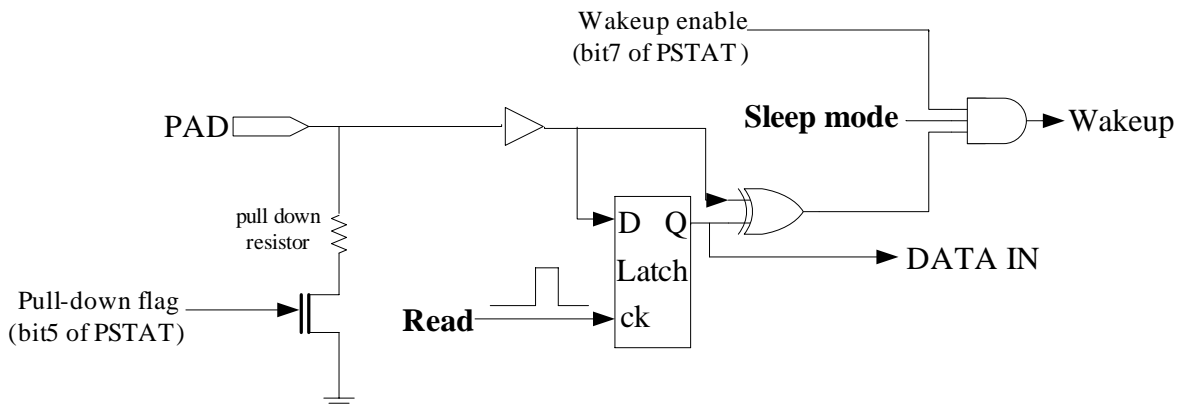 Wakeup enable
(bit7 of PSTAT)
PAD
Sleep mode
Wakeup
pull down
resistor
D Q
Latch
ck
DATA IN
Pull-down flag
(bit5 of PSTAT)
Read